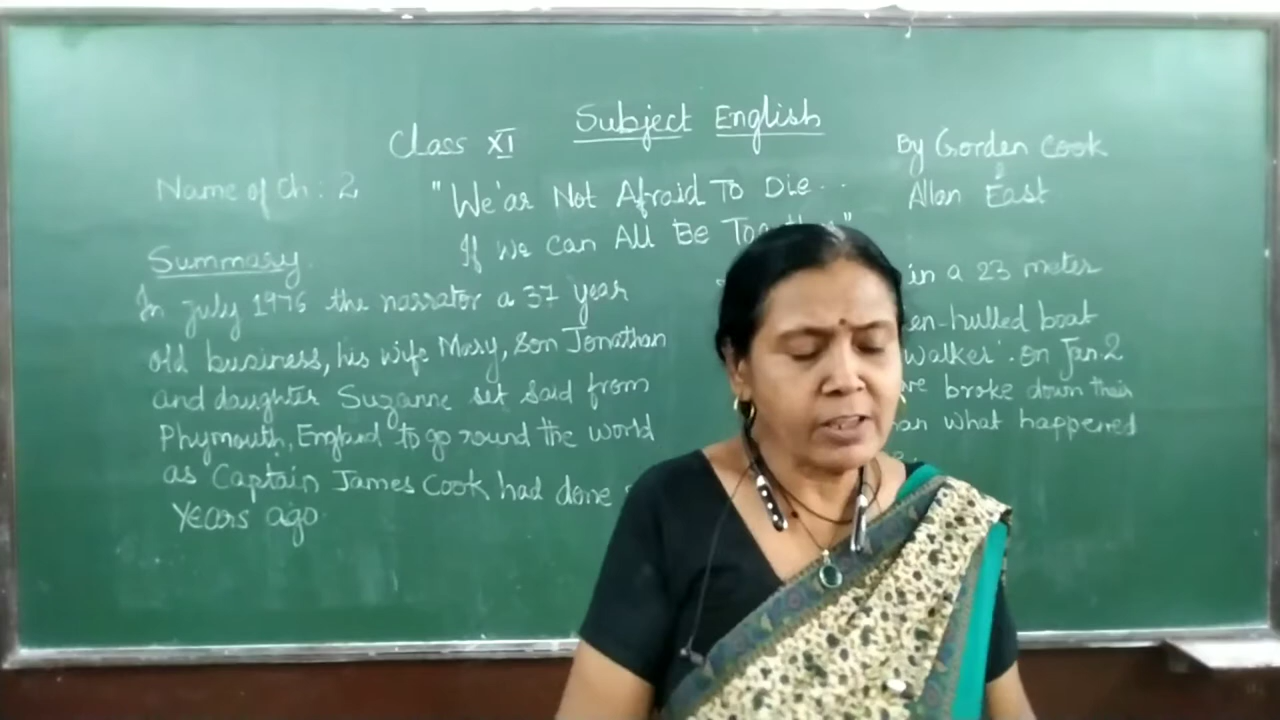 Subject English
Class XI
By Gorden Cook
Name of Ch : 2
"We'ar Not Afraid To Die...
&
Allan East
If we Can All Be
Summary
In July 1976 the narrator a 37 year
old business, his wife Mary, Son Jonathan
and daughter Suzanne set said from
Phymouth, England to go round the world
as Captain James Cook had done
Years ago.
in a 23 meter
en-hulled boat
Walker'. on Jan.2
broke down their
what happened